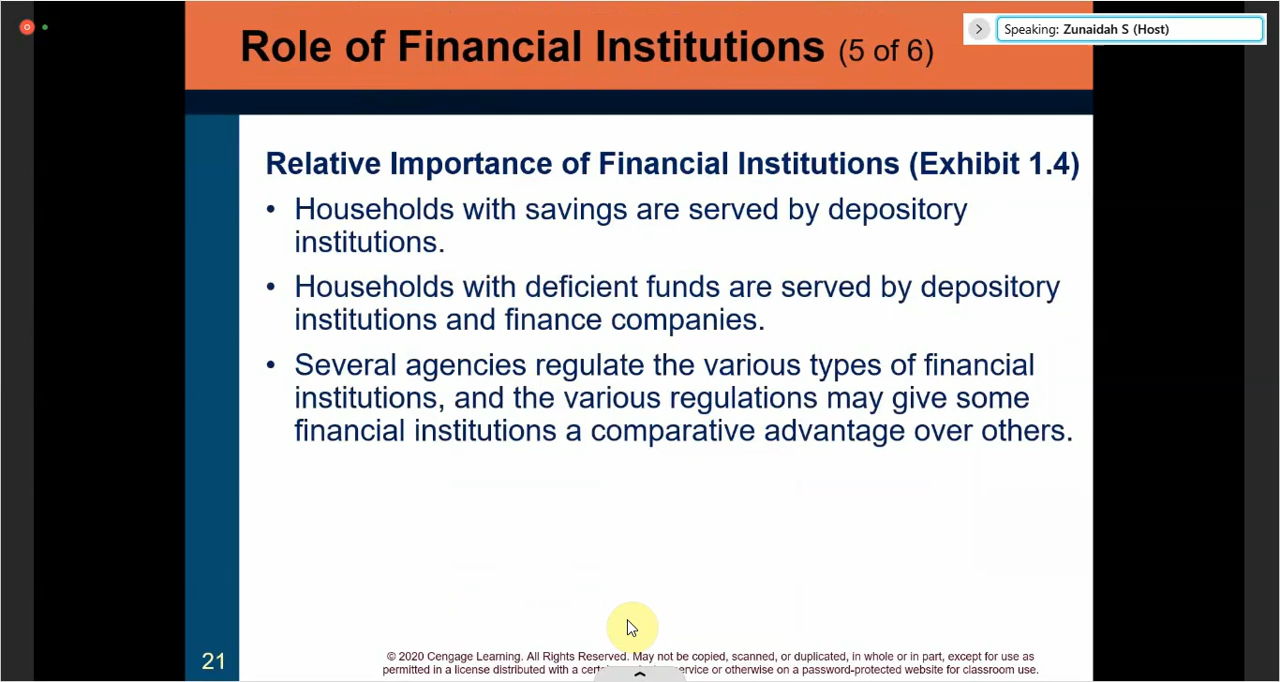 Role of Financial Institutions (5 of 6)
Speaking: Zunaidah S (Host)
Relative Importance of Financial Institutions (Exhibit 1.4)
• Households with savings are served by depository
institutions.
• Households with deficient funds are served by depository
institutions and finance companies.
• Several agencies regulate the various types of financial
institutions, and the various regulations may give some
financial institutions a comparative advantage over others.
21
© 2020 Cengage Learning. All Rights Reserved. May not be copied, scanned, or duplicated, in whole or in part, except for use as
permitted in a license distributed with a service or otherwise on a password-protected website for classroom use.